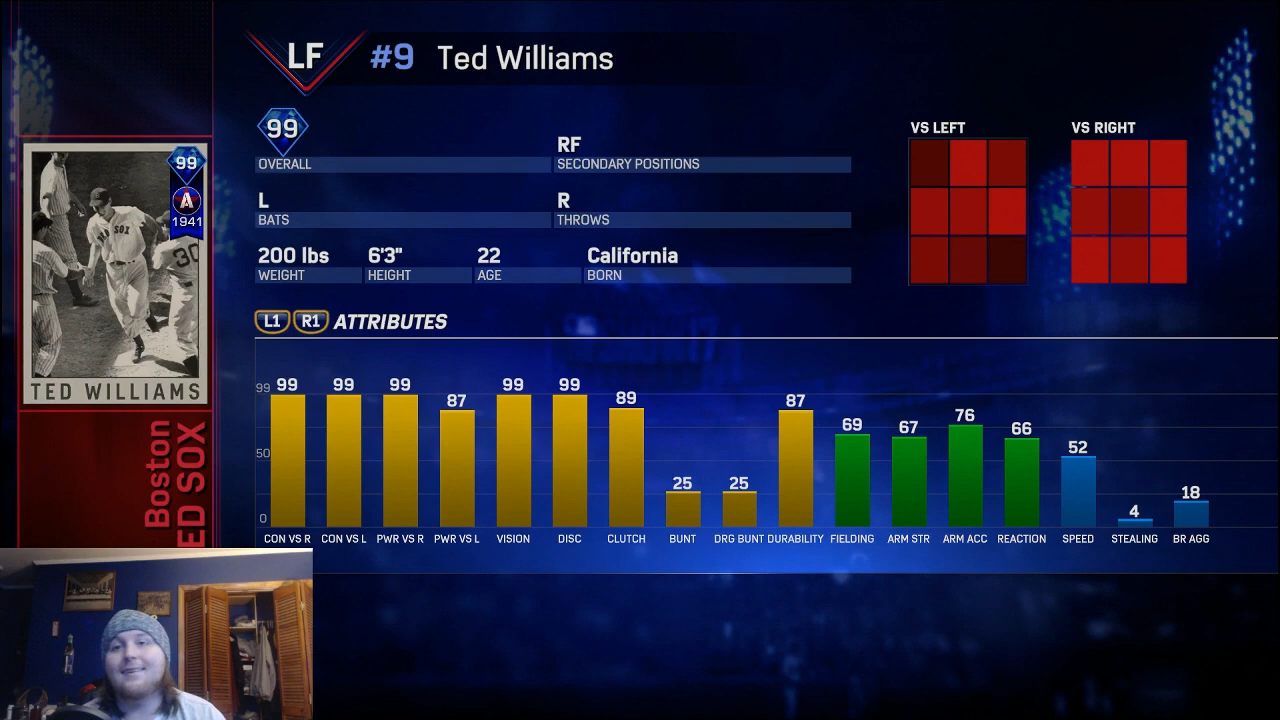 LF #9 Ted Williams
99
OVERALL
RF
SECONDARY POSITIONS
L
BATS
R
THROWS
200 lbs
WEIGHT
6'3"
HEIGHT
22
AGE
California
BORN
VS LEFT
VS RIGHT
99
A
1941
SOX
30
TED WILLIAMS
Boston
ED SOX
L1 R1 ATTRIBUTES
99
50
0
99 99 99 87 99 99 89 25 25 87 69 67 76 66 52 4 18
CON VS R CON VS L PWR VS R PWR VS L VISION DISC CLUTCH BUNT DRG BUNT DURABILITY FIELDING ARM STR ARM ACC REACTION SPEED STEALING BR AGG